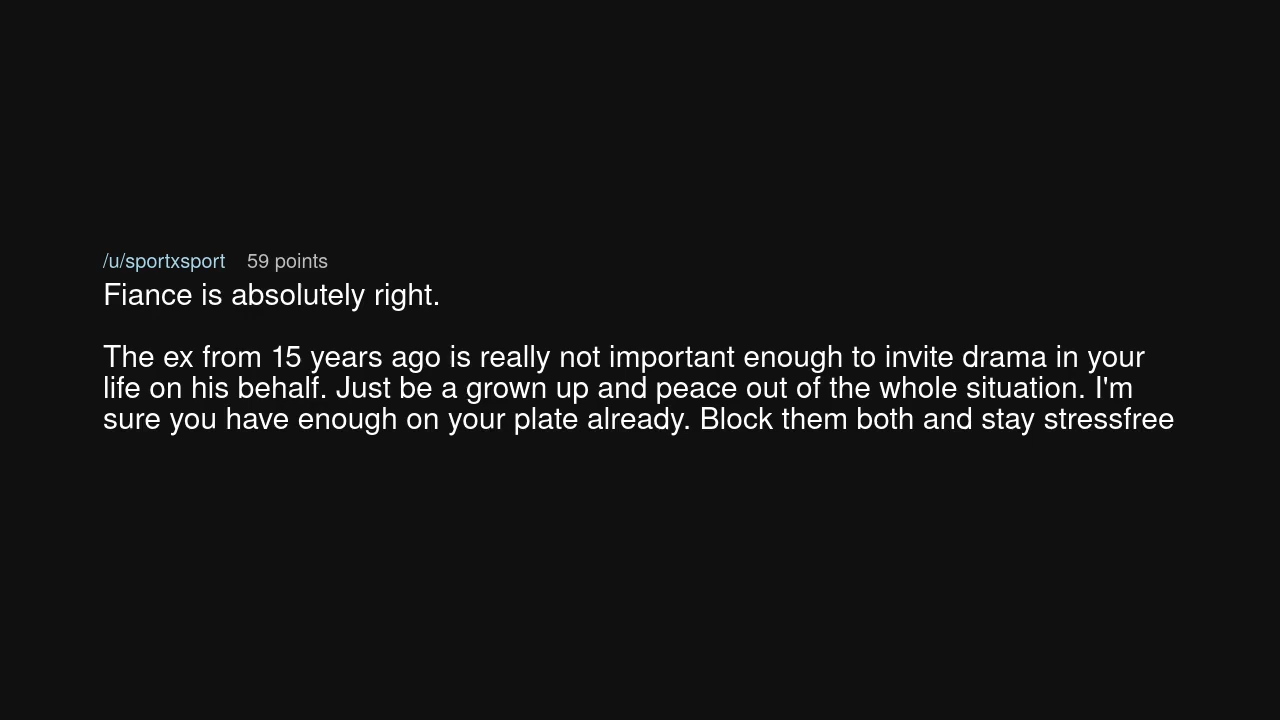 /u/sportxsport 59 points
Fiance is absolutely right.
The ex from 15 years ago is really not important enough to invite drama in your
life on his behalf. Just be a grown up and peace out of the whole situation. I'm
sure you have enough on your plate already. Block them both and stay stressfree